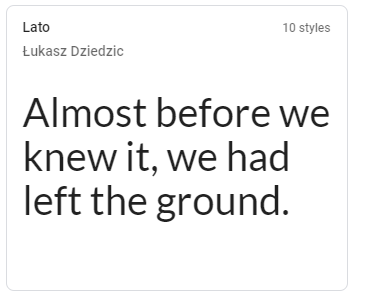 Lato 10 styles
Łukasz Dziedzic
Almost before we
knew it, we had
left the ground.